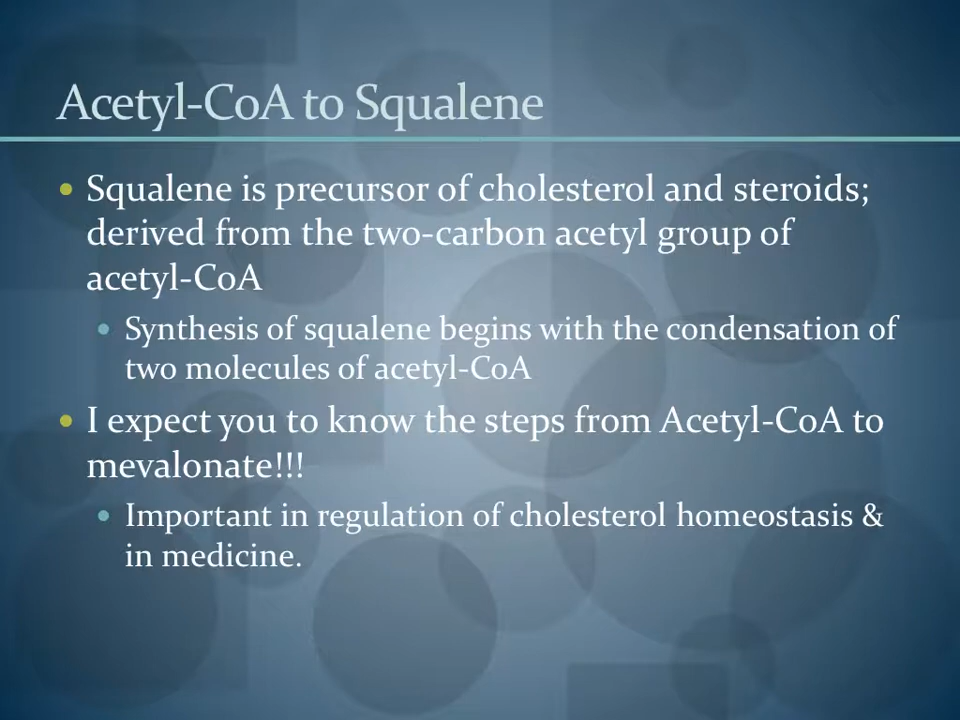 Acetyl-CoA to Squalene
• Squalene is precursor of cholesterol and steroids;
derived from the two-carbon acetyl group of
acetyl-CoA
• Synthesis of squalene begins with the condensation of
two molecules of acetyl-CoA
• I expect you to know the steps from Acetyl-CoA to
mevalonate!!!
• Important in regulation of cholesterol homeostasis &
in medicine.